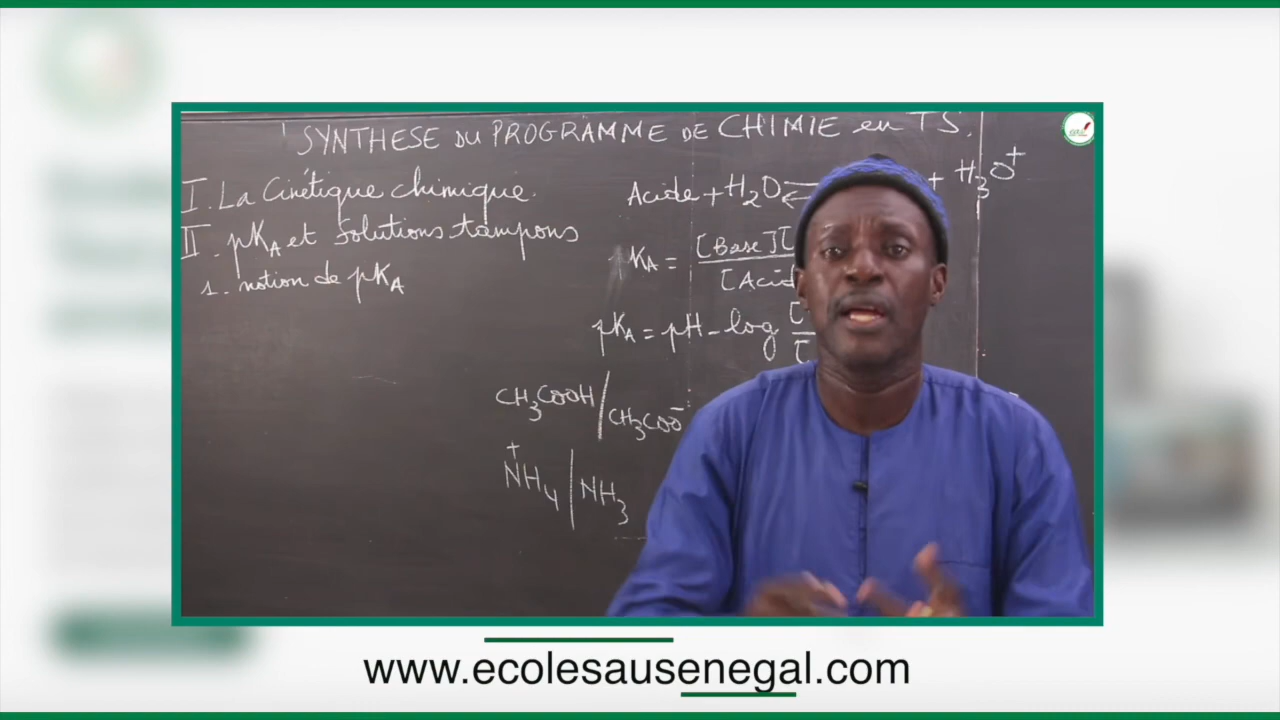 SYNTHESE DU PROGRAMME DE CHIMIE en TS.
I. La Cinétique chimique.
II. pKA et Solutions tampons
1. notion de pKA
Acide + H2O ⇌ + H3O+
KA = [Base][
[Acid
pKA = pH - log [
[
CH3COOH / CH3COO-
NH4+ / NH3
www.ecolesausenegal.com